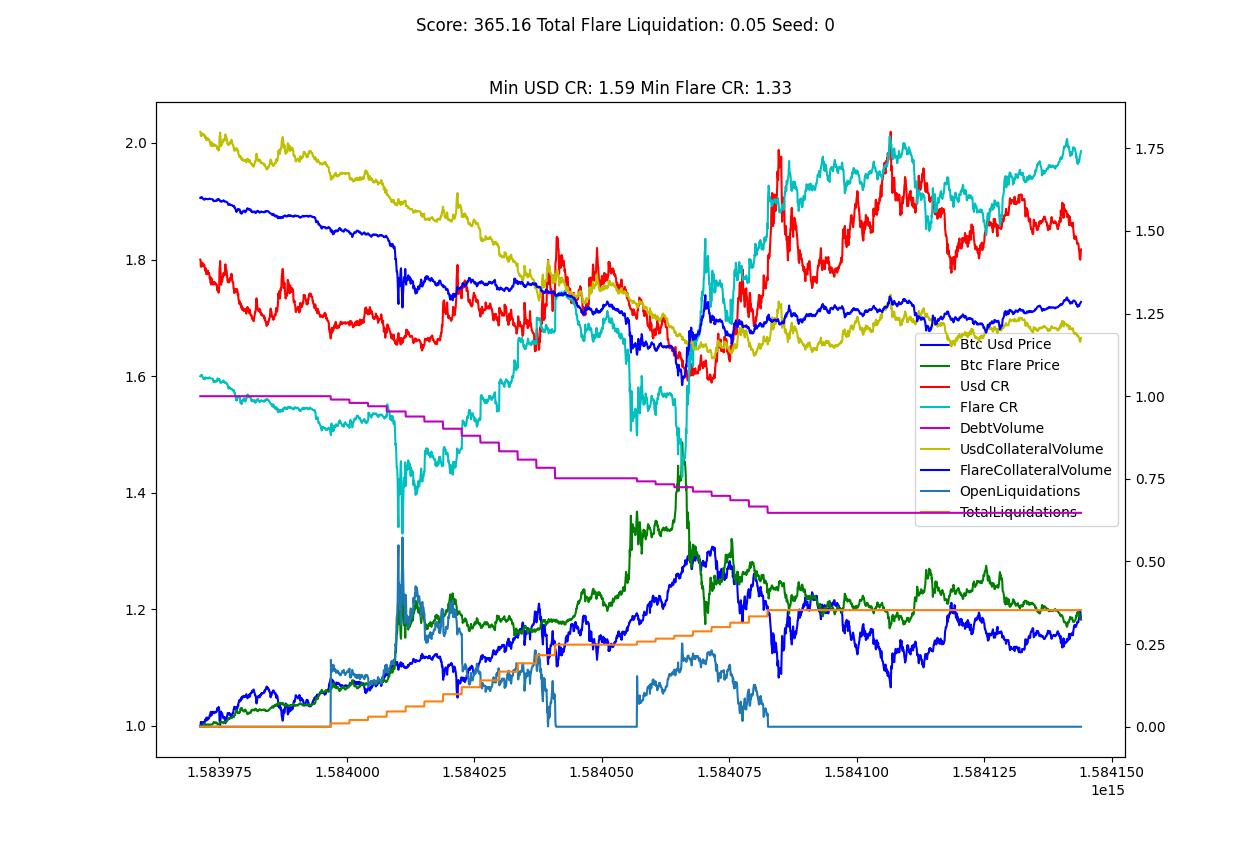 Score: 365.16 Total Flare Liquidation: 0.05 Seed: 0
Min USD CR: 1.59 Min Flare CR: 1.33
2.0
1.8
1.6
1.4
1.2
1.0
1.75
1.50
1.25
1.00
0.75
0.50
0.25
0.00
Btc Usd Price
Btc Flare Price
Usd CR
Flare CR
DebtVolume
UsdCollateralVolume
FlareCollateralVolume
OpenLiquidations
TotalLiquidations
1.583975 1.584000 1.584025 1.584050 1.584075 1.584100 1.584125 1.584150
1e15